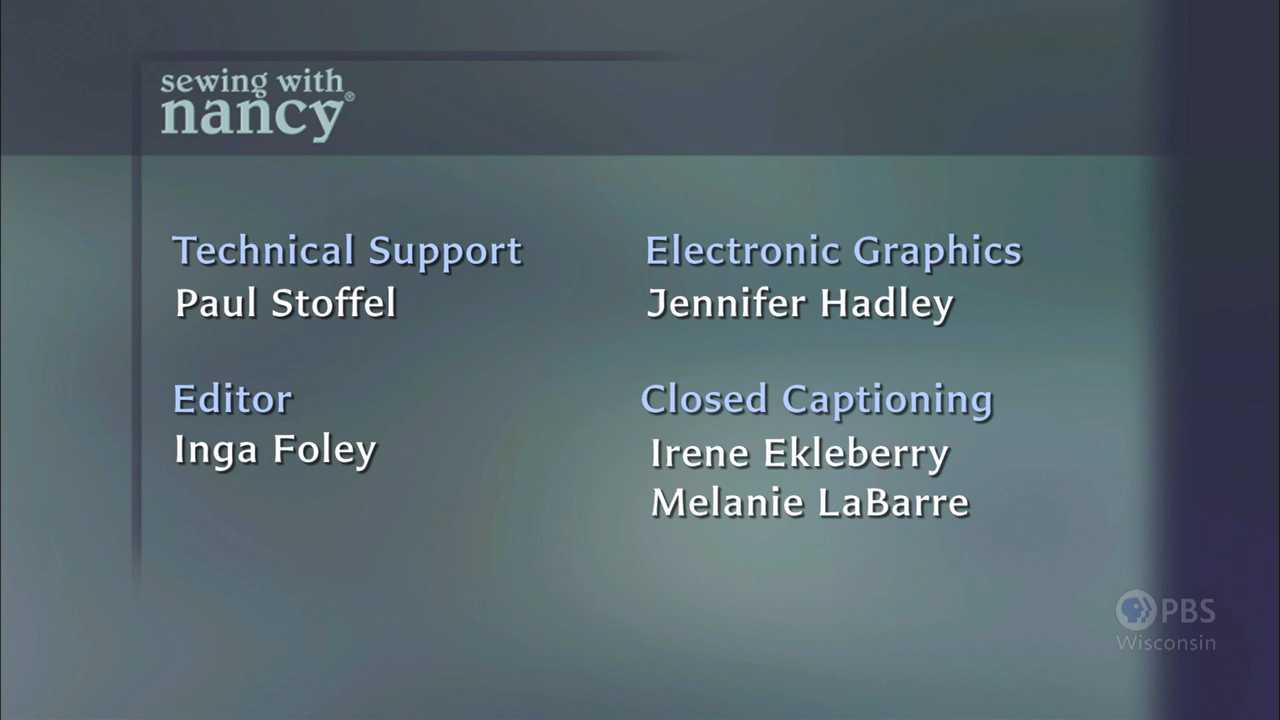 sewing with
nancy®
Technical Support
Paul Stoffel
Electronic Graphics
Jennifer Hadley
Editor
Inga Foley
Closed Captioning
Irene Ekleberry
Melanie LaBarre
PBS
Wisconsin